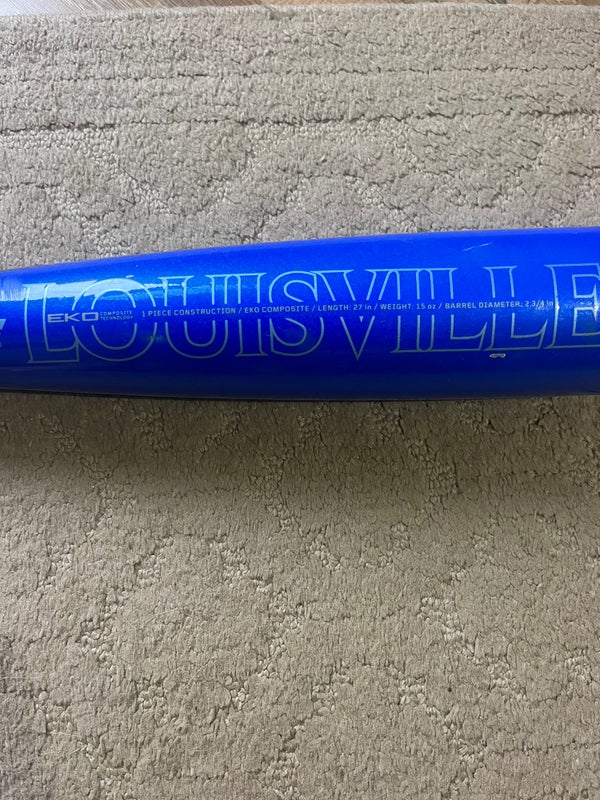 LOUISVILLE
EKO COMPOSITE TECHNOLOGY
1 PIECE CONSTRUCTION / EKO COMPOSITE / LENGTH: 27 in / WEIGHT: 15 oz / BARREL DIAMETER: 2 3/4 in